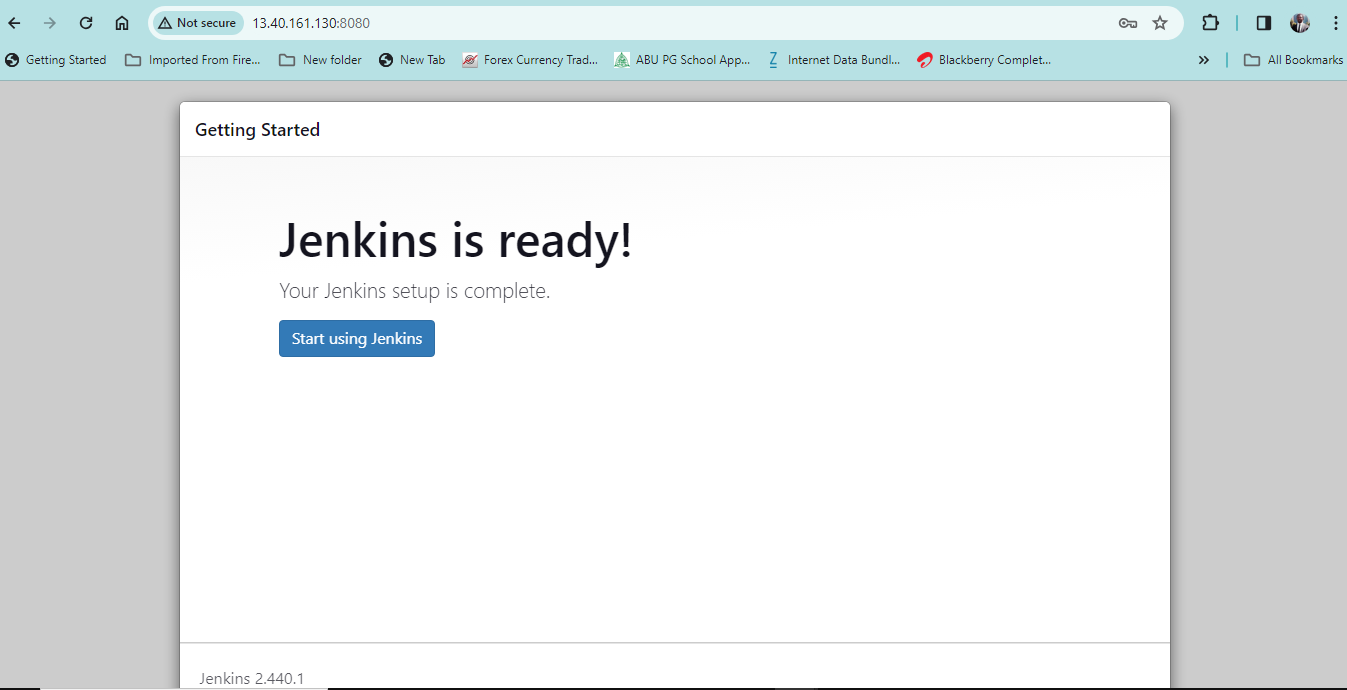 Not secure 13.40.161.130:8080
Getting Started Imported From Fire... New folder New Tab Forex Currency Trad... ABU PG School App... Internet Data Bundl... Blackberry Complet... » All Bookmarks
Getting Started
Jenkins is ready!
Your Jenkins setup is complete.
Start using Jenkins
Jenkins 2.440.1